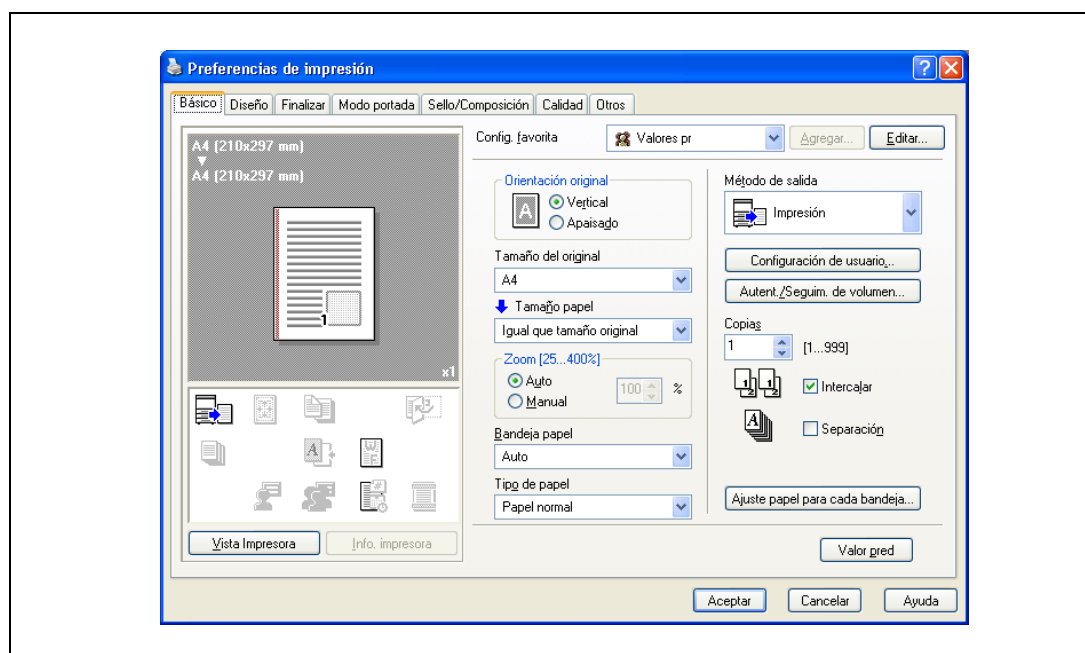 Preferencias de impresión
Básico Diseño Finalizar Modo portada Sello/Composición Calidad Otros
A4 (210x297 mm)
A4 (210x297 mm)
1
x1
Vista Impresora Info. impresora
Config. favorita Valores pr Agregar... Editar...
Orientación original
A
Vertical
Apaisado
Tamaño del original
A4
Tamaño papel
Igual que tamaño original
Zoom [25...400%]
Auto
Manual
100 %
Bandeja papel
Auto
Tipo de papel
Papel normal
Método de salida
Impresión
Configuración de usuario...
Autent./Seguim. de volumen...
Copias
1 [1...999]
Intercalar
Separación
Ajuste papel para cada bandeja...
Valor pred
Aceptar Cancelar Ayuda